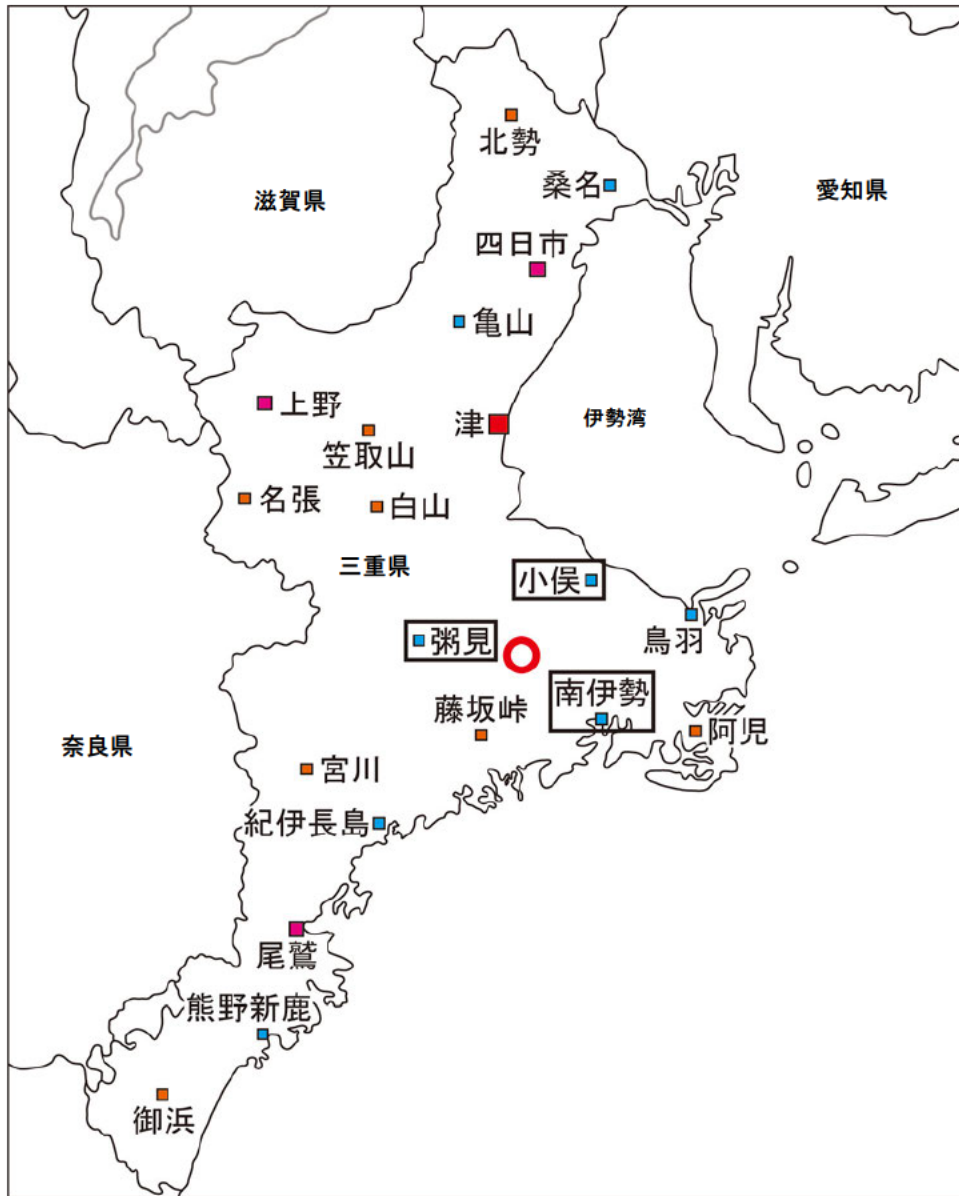 北勢
桑名
滋賀県
愛知県
四日市
亀山
上野
津
伊勢湾
笠取山
名張
白山
三重県
小俣
粥見
鳥羽
南伊勢
藤坂峠
阿児
奈良県
宮川
紀伊長島
尾鷲
熊野新鹿
御浜